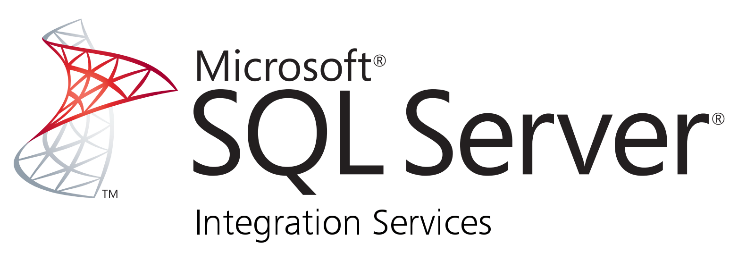 Microsoft®
SQL Server®
TM
Integration Services